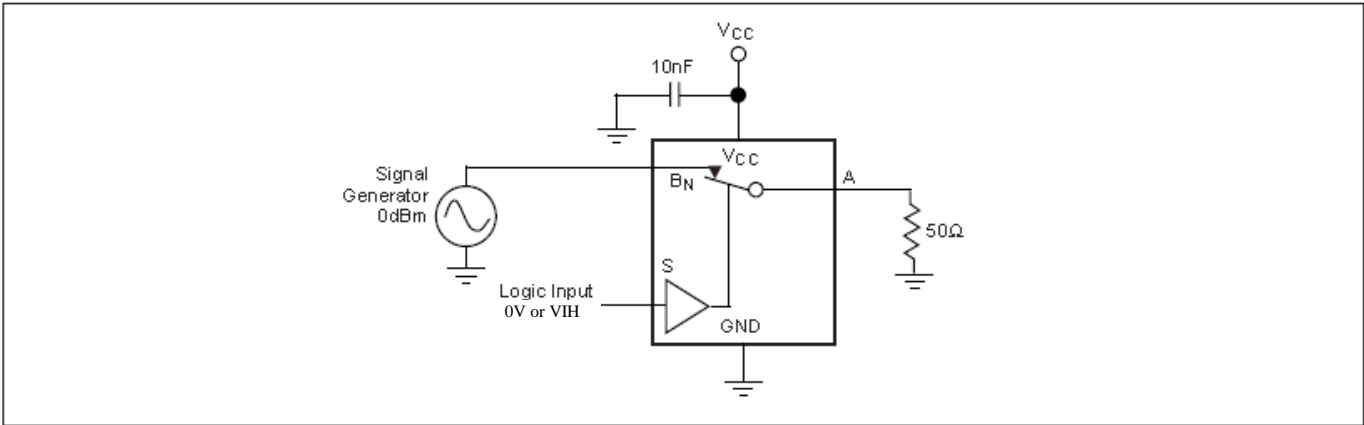 VCC
10nF
VCC
BN
A
Signal
Generator
0dBm
50Ω
S
Logic Input
0V or VIH
GND